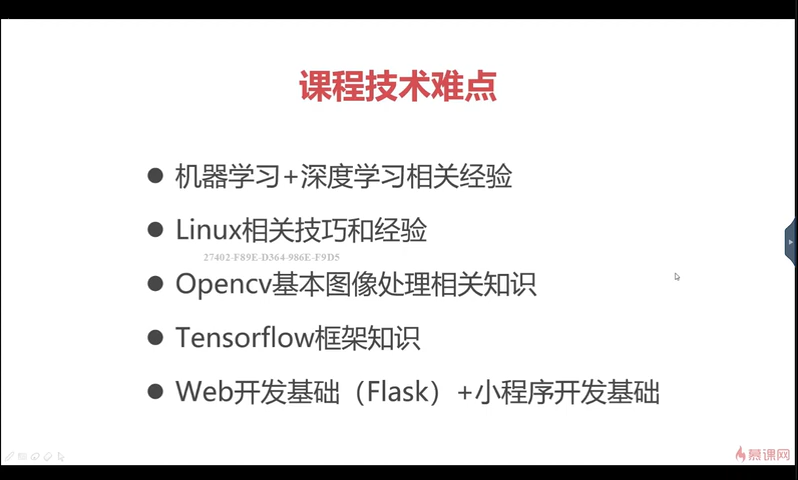 课程技术难点
● 机器学习+深度学习相关经验
● Linux相关技巧和经验
27402-F89E-D364-986E-F9D5
● Opencv基本图像处理相关知识
● Tensorflow框架知识
● Web开发基础（Flask）+小程序开发基础
慕课网